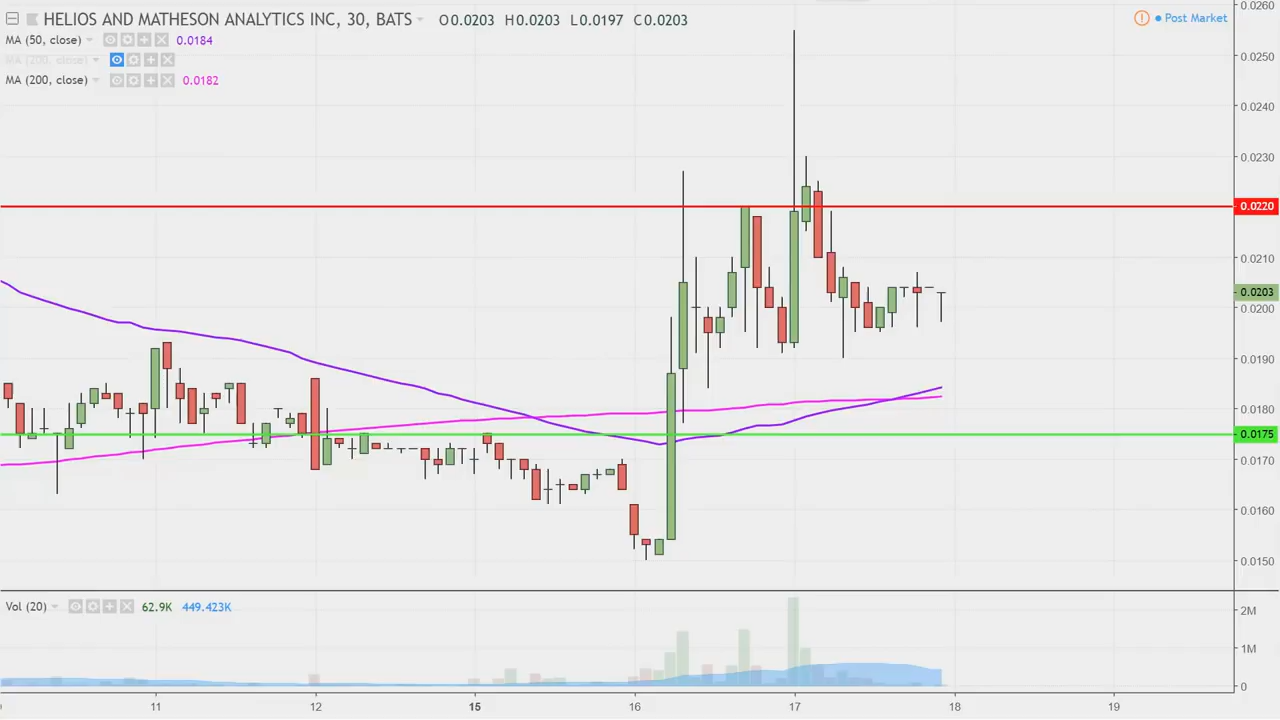 HELIOS AND MATHESON ANALYTICS INC, 30, BATS O0.0203 H0.0203 L0.0197 C0.0203
Post Market
MA (50, close) 0.0184
MA (200, close)
MA (200, close) 0.0182
0.0260
0.0250
0.0240
0.0230
0.0220
0.0210
0.0203
0.0200
0.0190
0.0180
0.0175
0.0170
0.0160
0.0150
Vol (20) 62.9K 449.423K
2M
1M
0
11 12 15 16 17 18 19